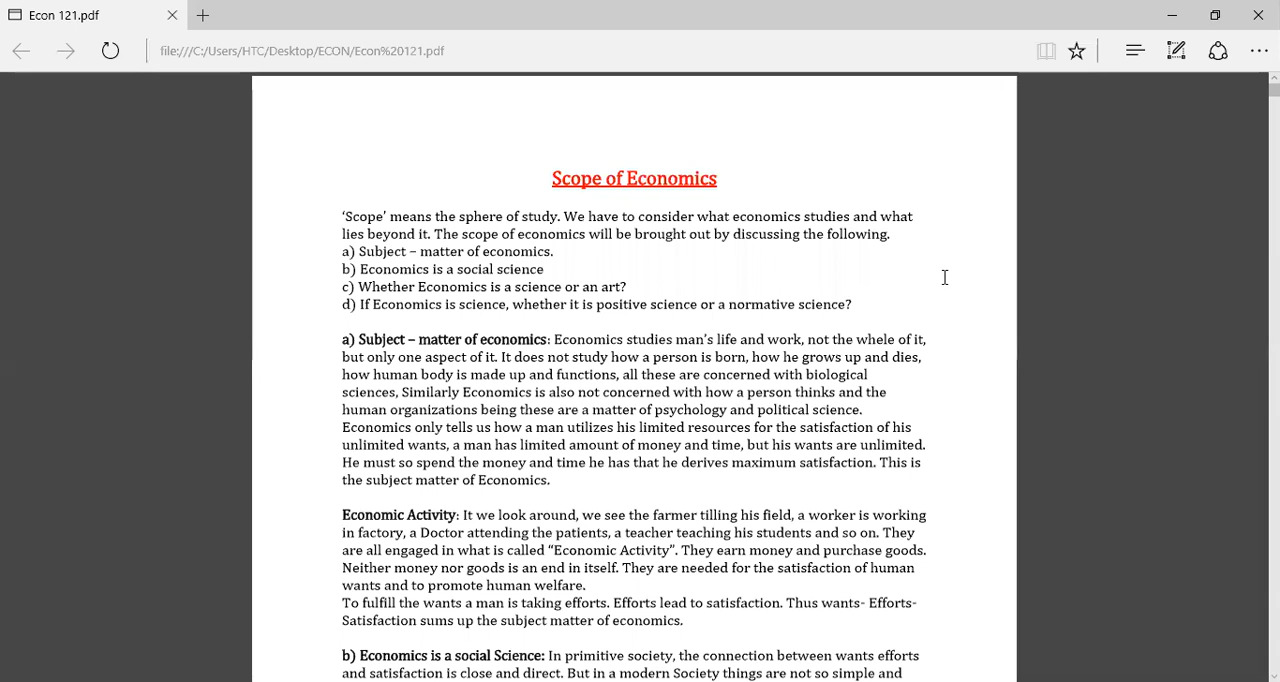 Econ 121.pdf
file:///C:/Users/HTC/Desktop/ECON/Econ%20121.pdf
Scope of Economics
‘Scope’ means the sphere of study. We have to consider what economics studies and what
lies beyond it. The scope of economics will be brought out by discussing the following.
a) Subject – matter of economics.
b) Economics is a social science
c) Whether Economics is a science or an art?
d) If Economics is science, whether it is positive science or a normative science?
a) Subject – matter of economics: Economics studies man’s life and work, not the whele of it,
but only one aspect of it. It does not study how a person is born, how he grows up and dies,
how human body is made up and functions, all these are concerned with biological
sciences, Similarly Economics is also not concerned with how a person thinks and the
human organizations being these are a matter of psychology and political science.
Economics only tells us how a man utilizes his limited resources for the satisfaction of his
unlimited wants, a man has limited amount of money and time, but his wants are unlimited.
He must so spend the money and time he has that he derives maximum satisfaction. This is
the subject matter of Economics.
Economic Activity: It we look around, we see the farmer tilling his field, a worker is working
in factory, a Doctor attending the patients, a teacher teaching his students and so on. They
are all engaged in what is called “Economic Activity”. They earn money and purchase goods.
Neither money nor goods is an end in itself. They are needed for the satisfaction of human
wants and to promote human welfare.
To fulfill the wants a man is taking efforts. Efforts lead to satisfaction. Thus wants- Efforts-
Satisfaction sums up the subject matter of economics.
b) Economics is a social Science: In primitive society, the connection between wants efforts
and satisfaction is close and direct. But in a modern Society things are not so simple and